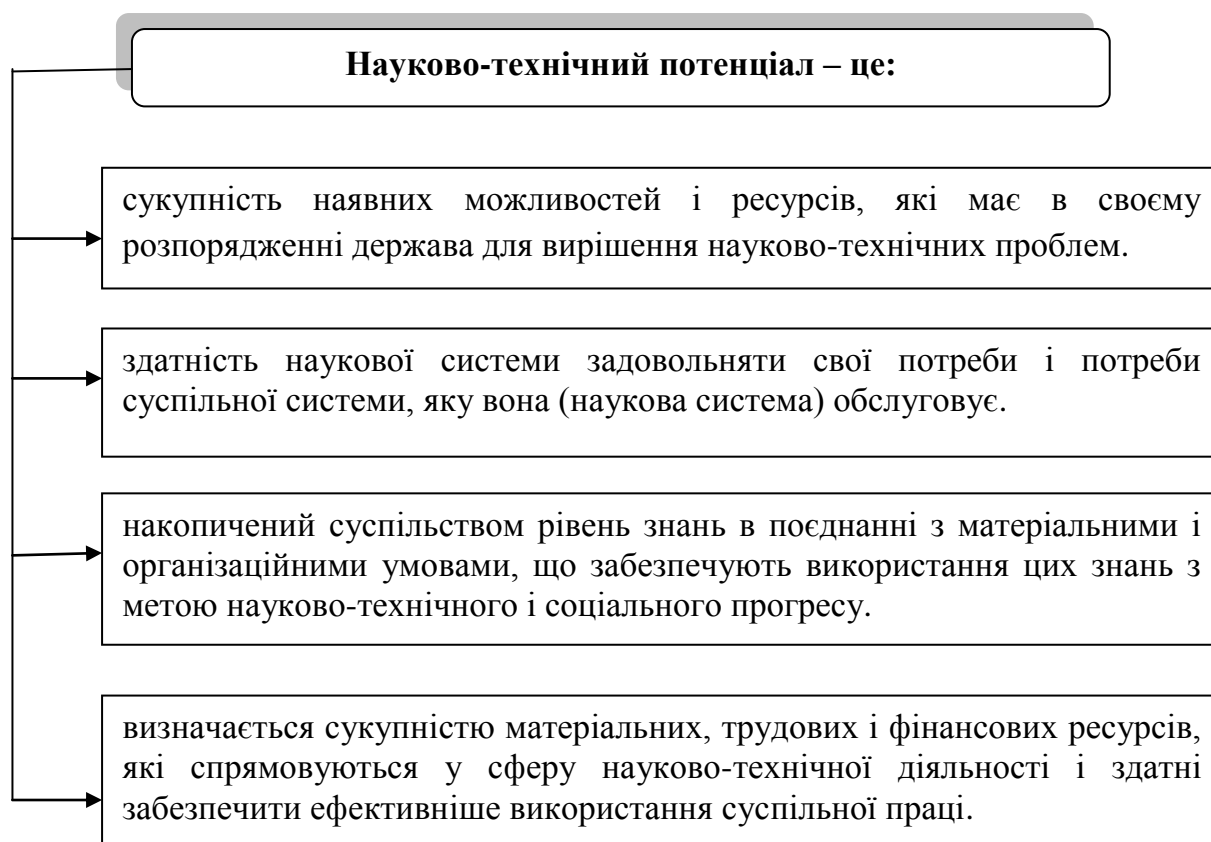 Науково-технічний потенціал – це:
сукупність наявних можливостей і ресурсів, які має в своєму
розпорядженні держава для вирішення науково-технічних проблем.
здатність наукової системи задовольняти свої потреби і потреби
суспільної системи, яку вона (наукова система) обслуговує.
накопичений суспільством рівень знань в поєднанні з матеріальними і
організаційними умовами, що забезпечують використання цих знань з
метою науково-технічного і соціального прогресу.
визначається сукупністю матеріальних, трудових і фінансових ресурсів,
які спрямовуються у сферу науково-технічної діяльності і здатні
забезпечити ефективніше використання суспільної праці.